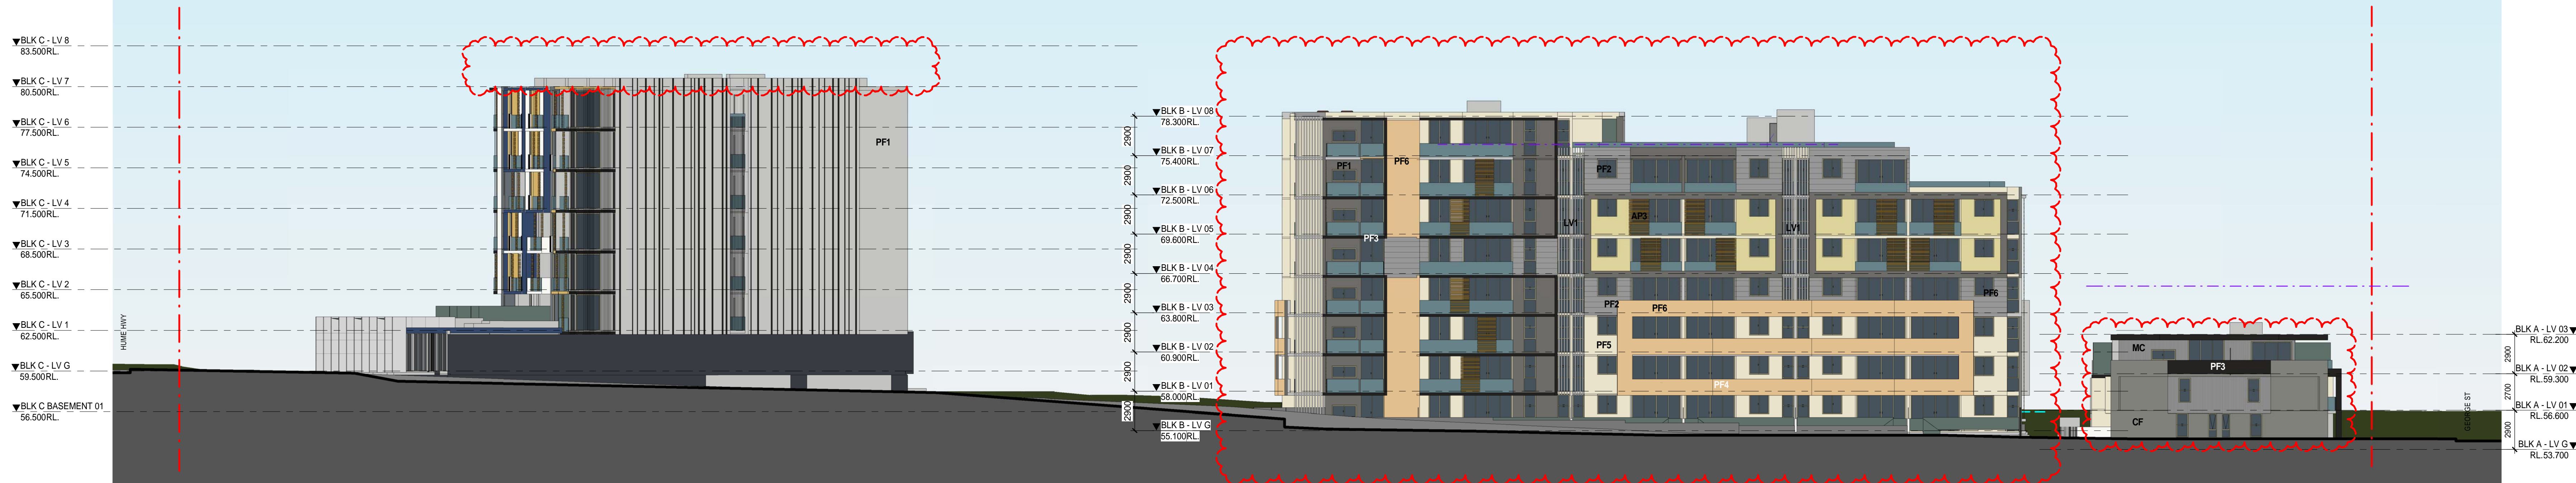 BLK C - LV 8
83.500RL.
BLK C - LV 7
80.500RL.
BLK C - LV 6
77.500RL.
BLK C - LV 5
74.500RL.
BLK C - LV 4
71.500RL.
BLK C - LV 3
68.500RL.
BLK C - LV 2
65.500RL.
BLK C - LV 1
62.500RL.
BLK C - LV G
59.500RL.
BLK C BASEMENT 01
56.500RL.
HUME HWY
PF1
BLK B - LV 08
78.300RL.
2900
BLK B - LV 07
75.400RL.
2900
BLK B - LV 06
72.500RL.
2900
BLK B - LV 05
69.600RL.
2900
BLK B - LV 04
66.700RL.
2900
BLK B - LV 03
63.800RL.
2900
BLK B - LV 02
60.900RL.
2900
BLK B - LV 01
58.000RL.
2900
BLK B - LV G
55.100RL.
PF1
PF6
PF2
PF3
LV1
AP3
LV1
PF2
PF6
PF6
PF5
PF4
MC
PF3
CF
GEORGE ST
BLK A - LV 03
RL.62.200
2900
BLK A - LV 02
RL.59.300
2700
BLK A - LV 01
RL.56.600
2900
BLK A - LV G
RL.53.700